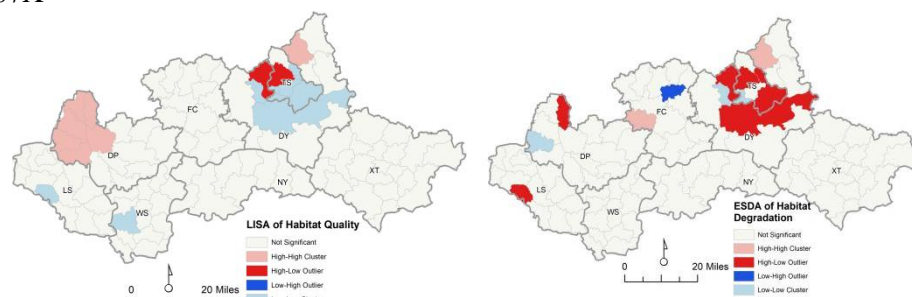 TS
FC
DY
DP
LS
WS
NY
XT
LISA of Habitat Quality
Not Significant
High-High Cluster
High-Low Outlier
Low-High Outlier
0 20 Miles
TS
FC
DY
DP
LS
WS
NY
XT
ESDA of Habitat
Degradation
Not Significant
High-High Cluster
High-Low Outlier
Low-High Outlier
Low-Low Cluster
0 20 Miles